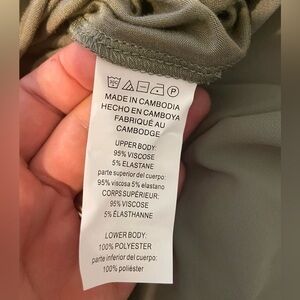 MADE IN CAMBODIA
HECHO EN CAMBOYA
FABRIQUÉ AU
CAMBODGE
UPPER BODY:
95% VISCOSE
5% ELASTANE
parte superior del cuerpo:
95% viscosa 5% elastano
CORPS SUPÉRIEUR:
95% VISCOSE
5% ÉLASTHANNE
LOWER BODY:
100% POLYESTER
parte inferior del cuerpo:
100% poliéster